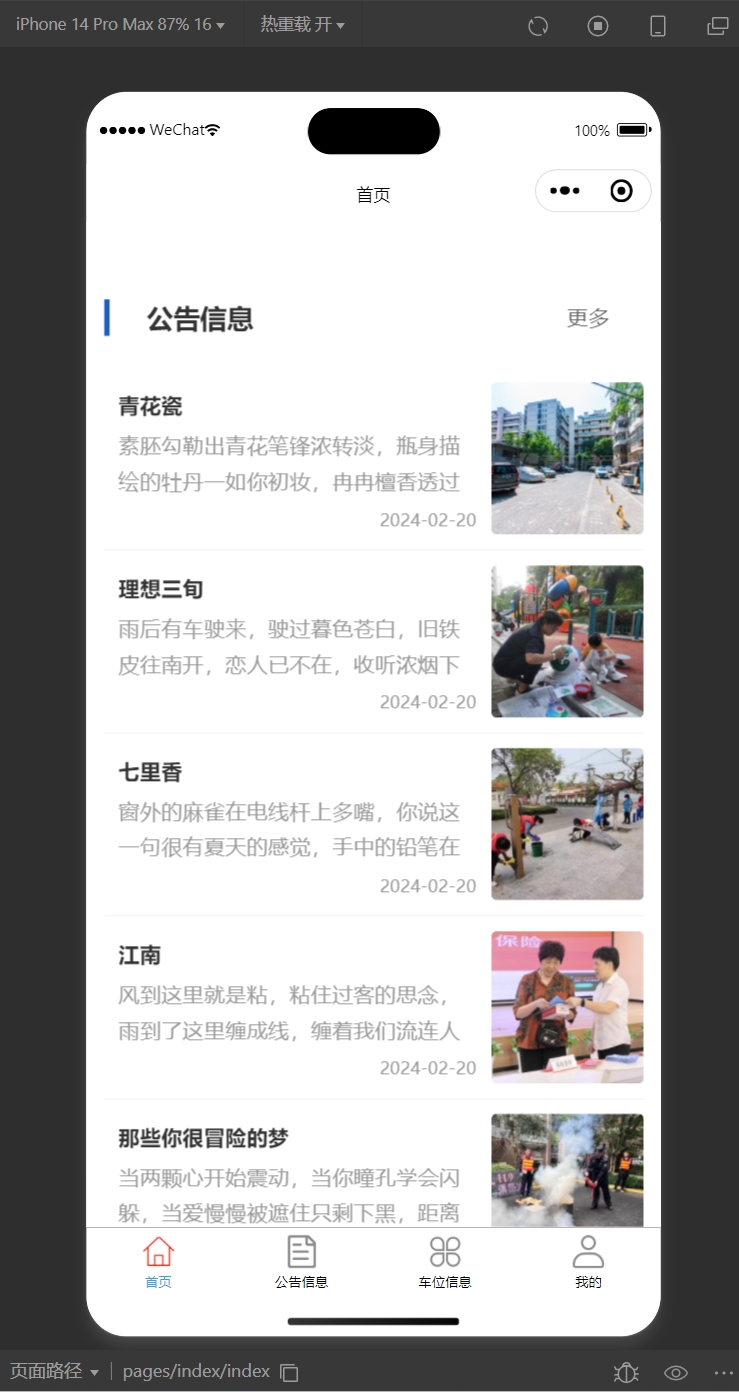 iPhone 14 Pro Max 87% 16
热重载 开
WeChat
100%
首页
公告信息
更多
青花瓷
素胚勾勒出青花笔锋浓转淡，瓶身描
绘的牡丹一如你初妆，冉冉檀香透过
2024-02-20
理想三旬
雨后有车驶来，驶过暮色苍白，旧铁
皮往南开，恋人已不在，收听浓烟下
2024-02-20
七里香
窗外的麻雀在电线杆上多嘴，你说这
一句很有夏天的感觉，手中的铅笔在
2024-02-20
江南
风到这里就是粘，粘住过客的思念，
雨到了这里缠成线，缠着我们流连人
2024-02-20
保险
那些你很冒险的梦
当两颗心开始震动，当你瞳孔学会闪
躲，当爱慢慢被遮住只剩下黑，距离
119
首页
公告信息
车位信息
我的
页面路径
pages/index/index